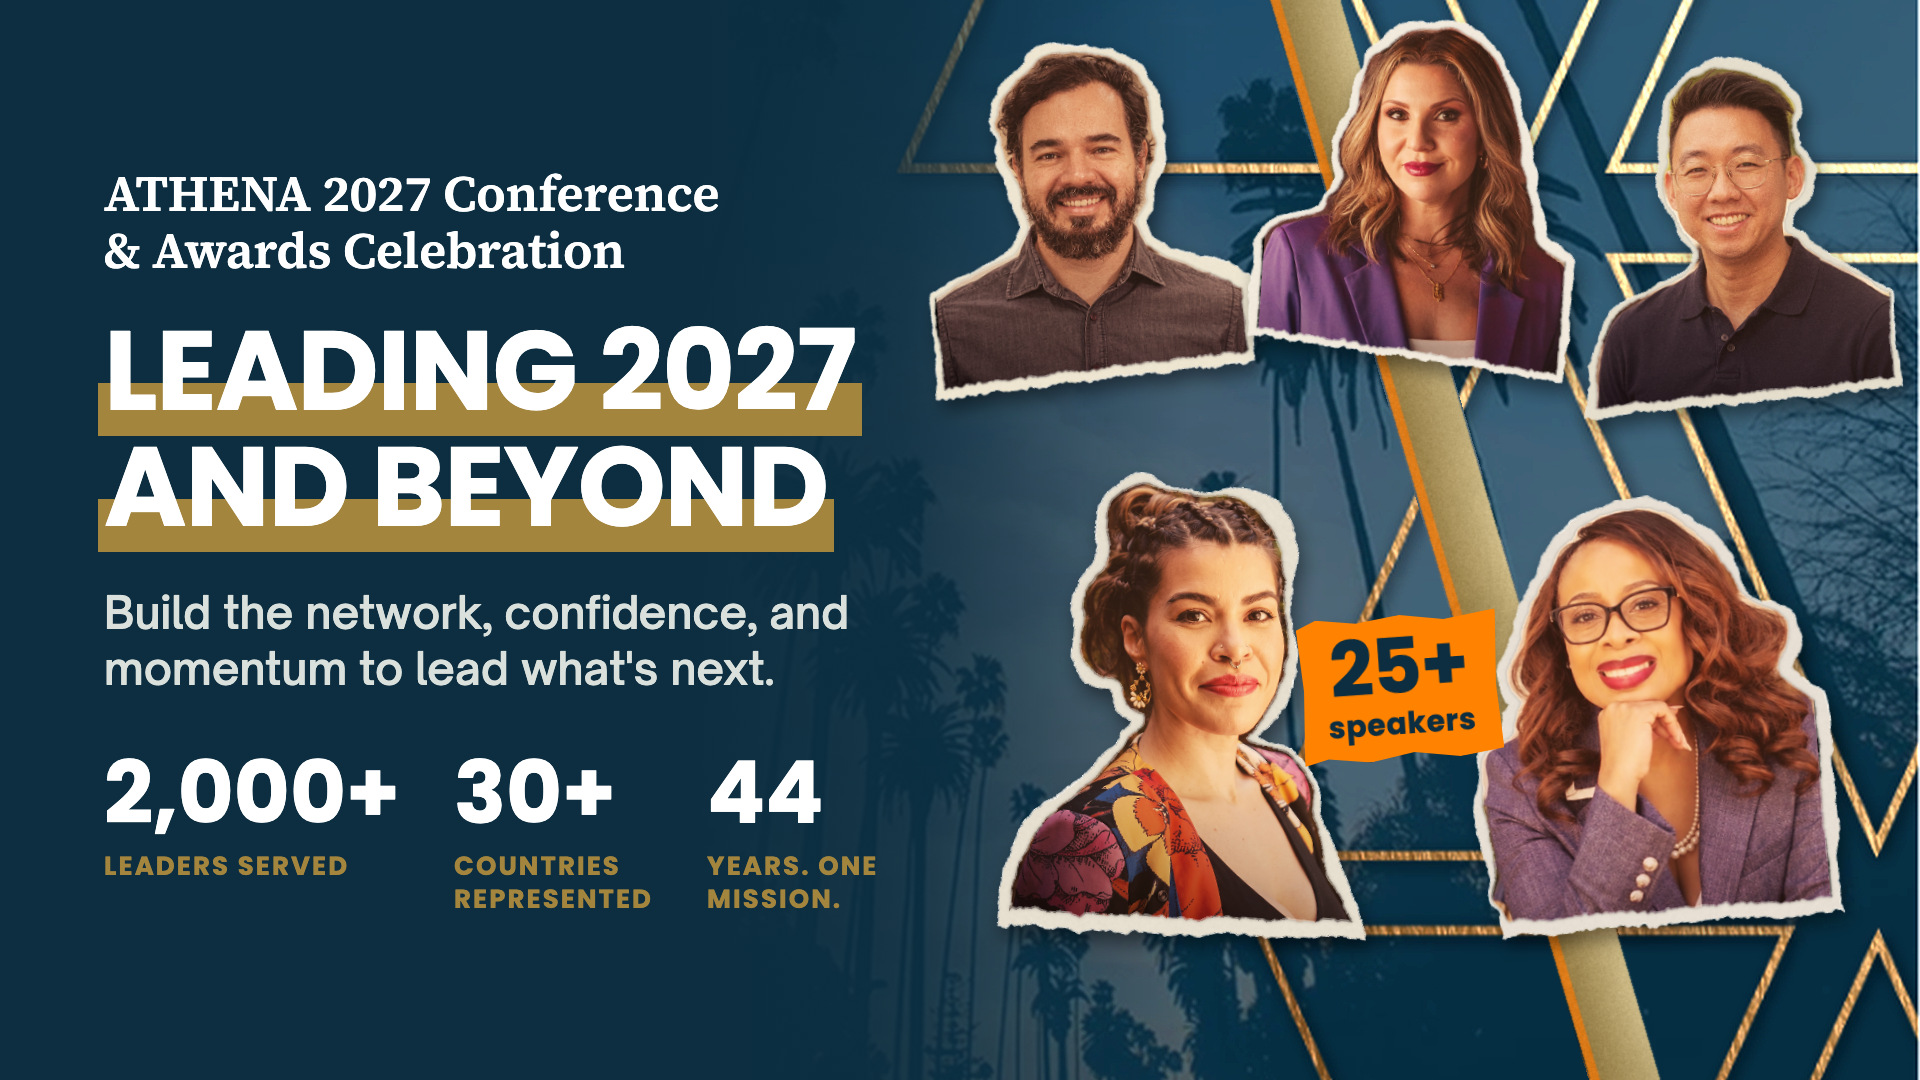 ATHENA 2027 Conference
& Awards Celebration
LEADING 2027
AND BEYOND
Build the network, confidence, and
momentum to lead what's next.
2,000+
LEADERS SERVED
30+
COUNTRIES
REPRESENTED
44
YEARS. ONE
MISSION.
25+
speakers